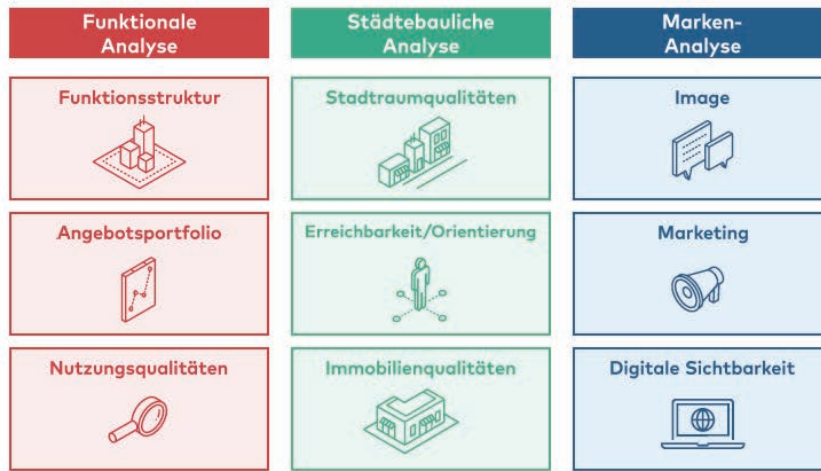 Funktionale
Analyse
Funktionsstruktur
Angebotsportfolio
Nutzungsqualitäten
Städtebauliche
Analyse
Stadtraumqualitäten
Erreichbarkeit/Orientierung
Immobilienqualitäten
Marken-
Analyse
Image
Marketing
Digitale Sichtbarkeit